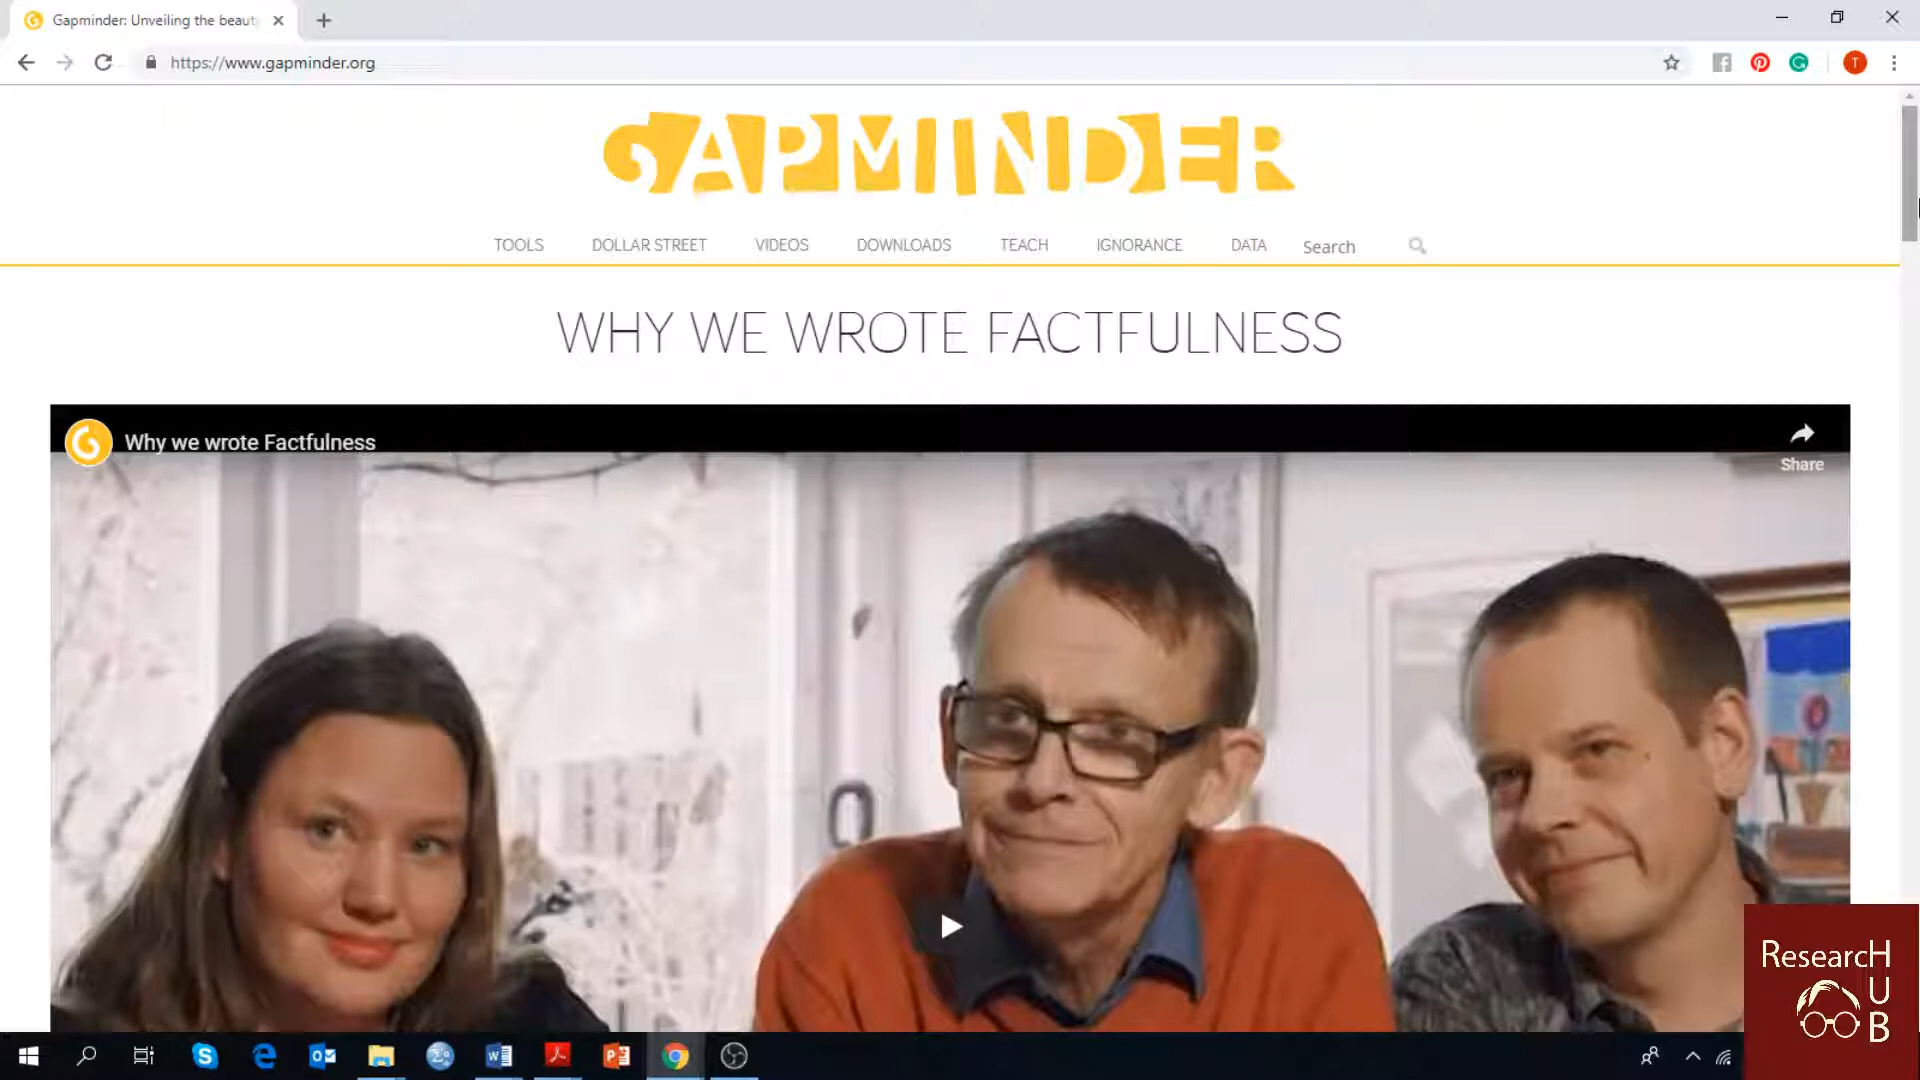 Gapminder: Unveiling the beaut
https://www.gapminder.org
T
GAPMINDER
TOOLS DOLLAR STREET VIDEOS DOWNLOADS TEACH IGNORANCE DATA Search
WHY WE WROTE FACTFULNESS
Why we wrote Factfulness
Share
ResearcH
U
B